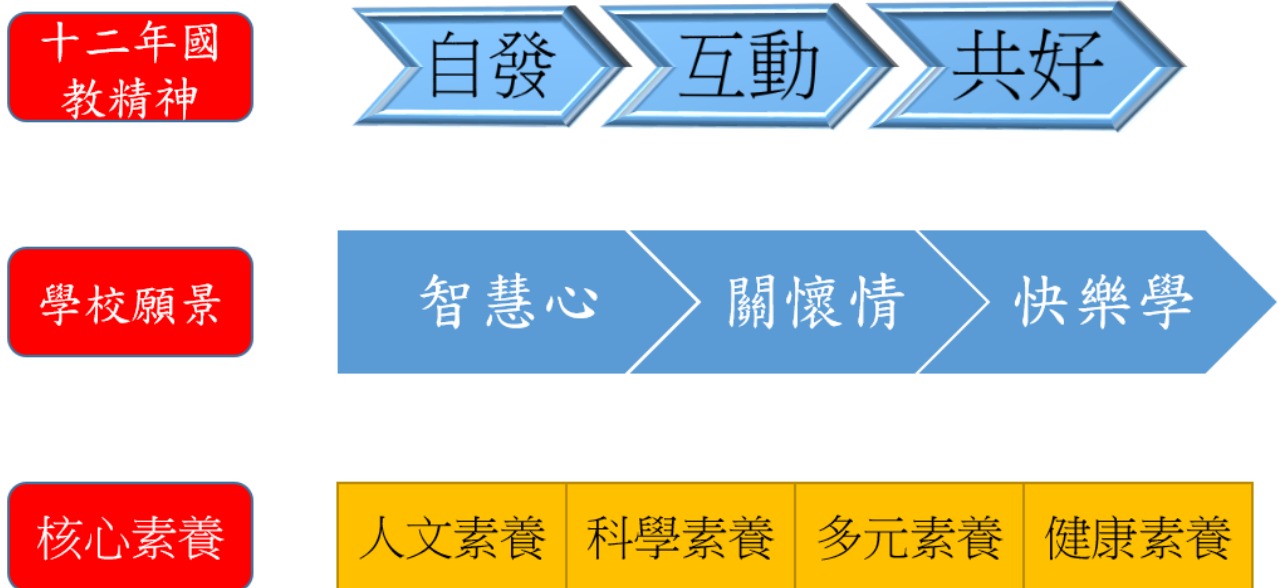 十二年國
教精神
自發 互動 共好
學校願景
智慧心 關懷情 快樂學
核心素養
人文素養 科學素養 多元素養 健康素養